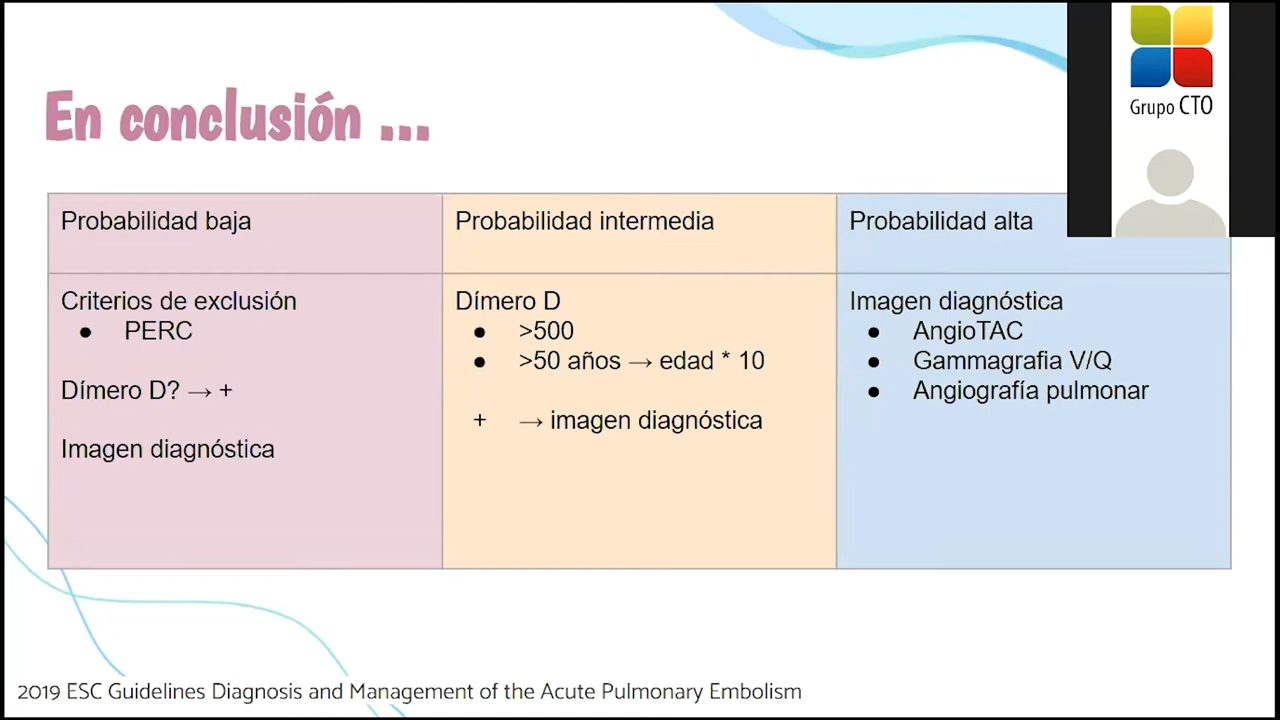 Grupo CTO
En conclusión ...
Probabilidad baja
Criterios de exclusión
● PERC
Dímero D? → +
Imagen diagnóstica
Probabilidad intermedia
Dímero D
● >500
● >50 años → edad * 10
+ → imagen diagnóstica
Probabilidad alta
Imagen diagnóstica
● AngioTAC
● Gammagrafia V/Q
● Angiografía pulmonar
2019 ESC Guidelines Diagnosis and Management of the Acute Pulmonary Embolism